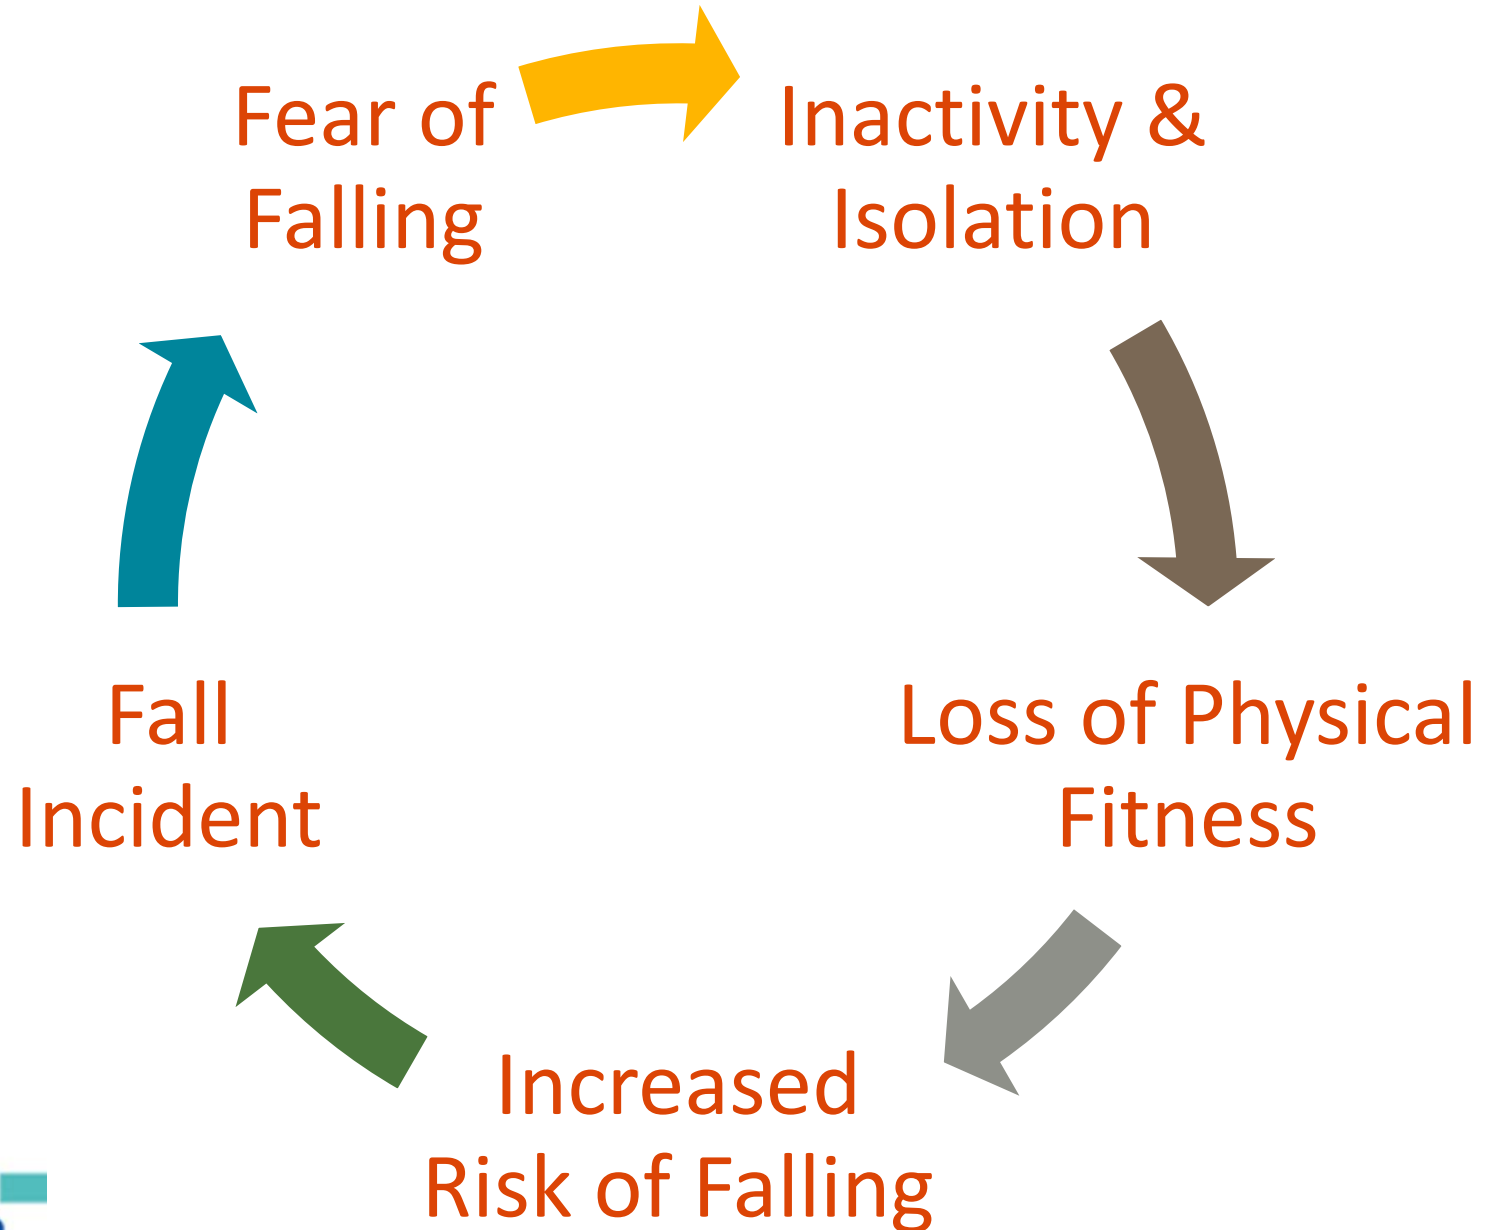 Fear of
Falling
Inactivity &
Isolation
Loss of Physical
Fitness
Increased
Risk of Falling
Fall
Incident